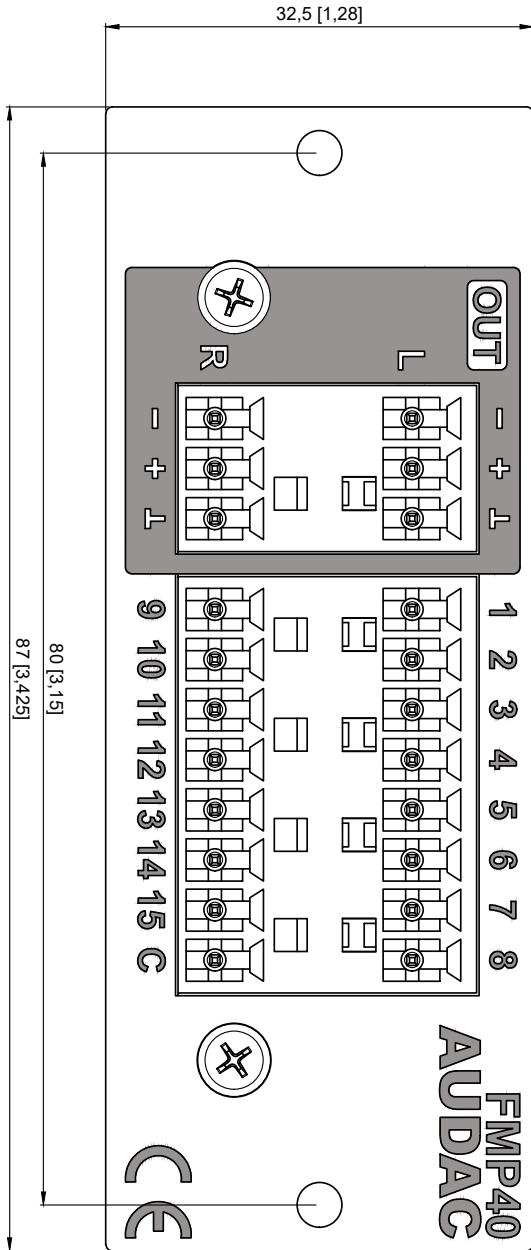 32,5 [1,28]
OUT
L
- + ⊥ 1 2 3 4 5 6 7 8
FMP40
AUDAC
R
- + ⊥ 9 10 11 12 13 14 15 C
CE
80 [3,15]
87 [3,425]